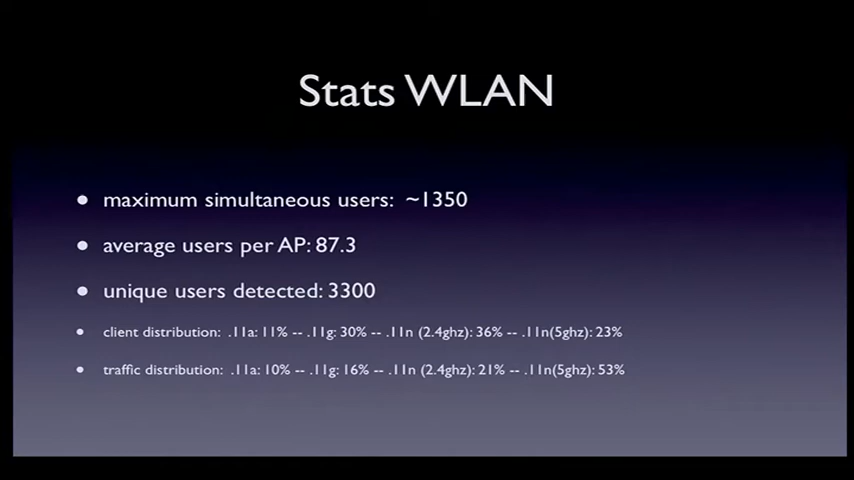 Stats WLAN
• maximum simultaneous users: ~1350
• average users per AP: 87.3
• unique users detected: 3300
• client distribution: .11a: 11% -- .11g: 30% -- .11n (2.4ghz): 36% -- .11n(5ghz): 23%
• traffic distribution: .11a: 10% -- .11g: 16% -- .11n (2.4ghz): 21% -- .11n(5ghz): 53%